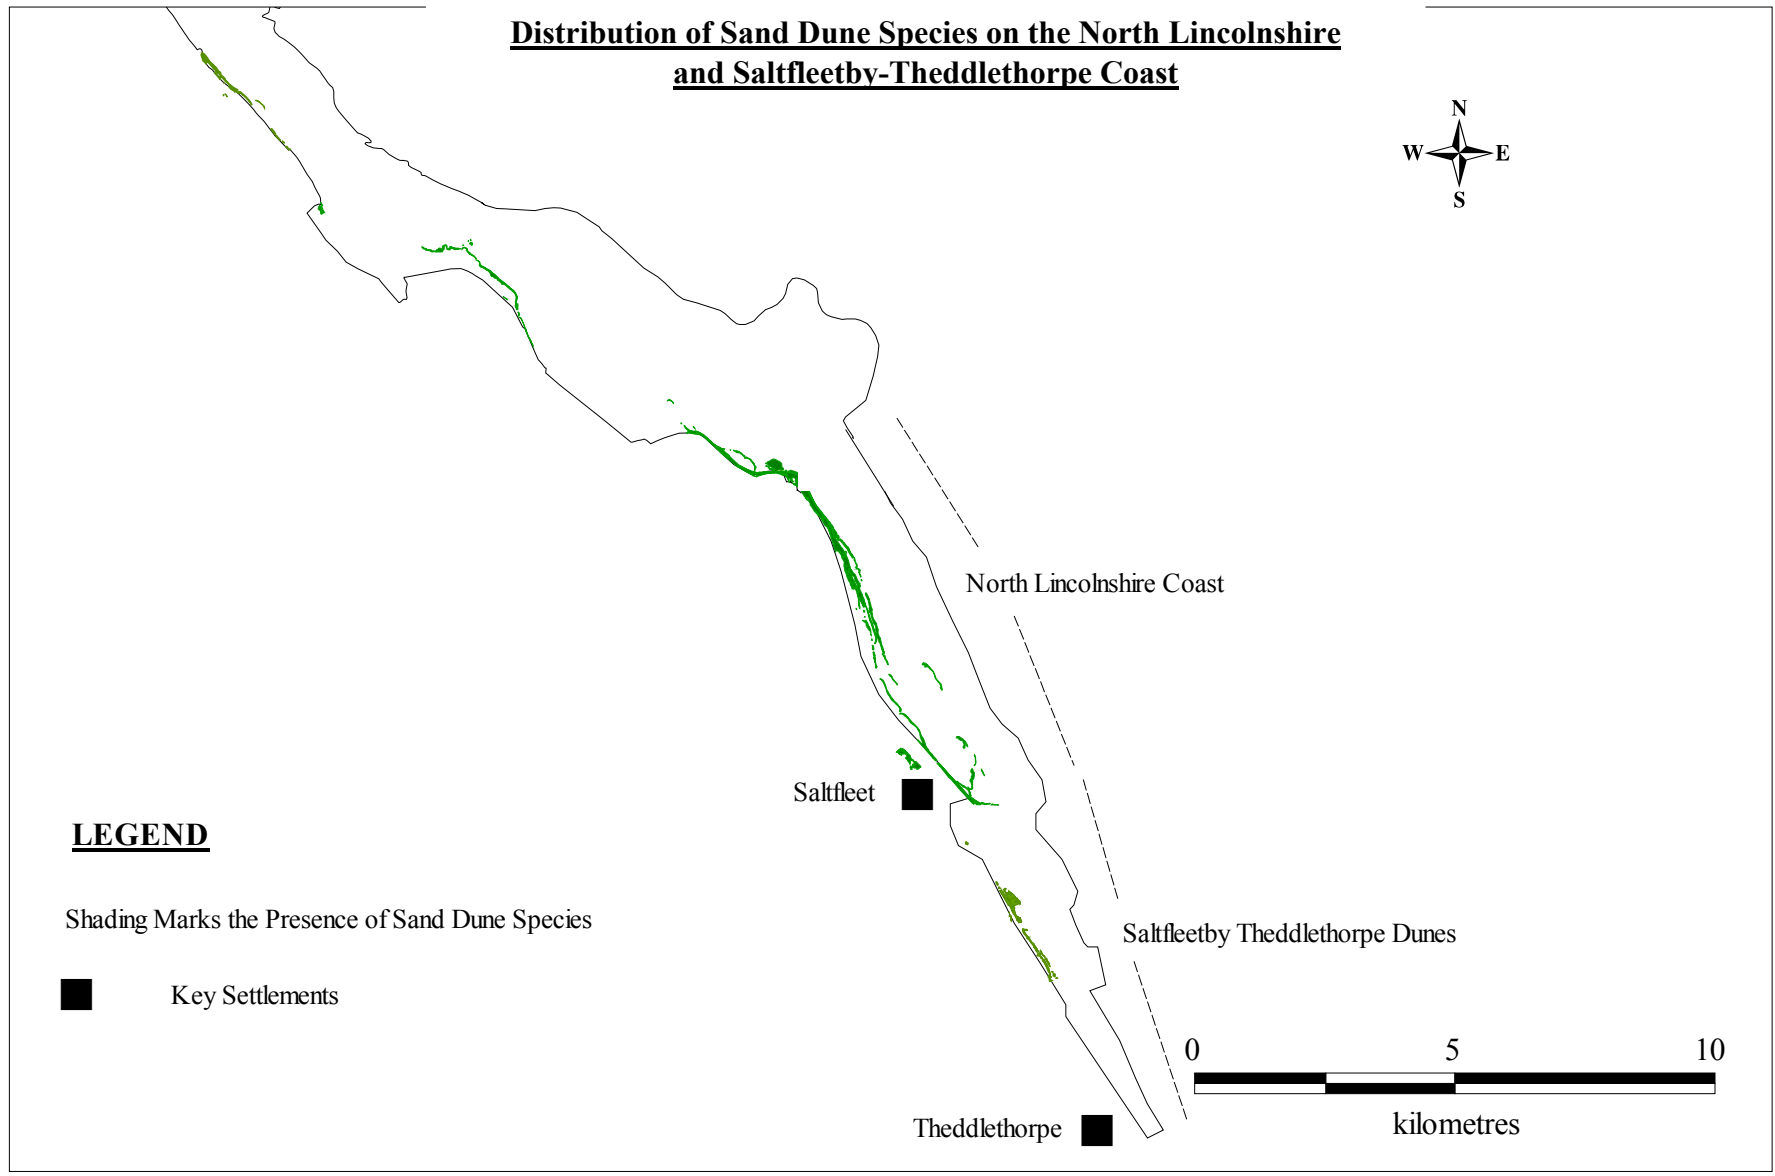 Distribution of Sand Dune Species on the North Lincolnshire
and Saltfleetby-Theddlethorpe Coast
N
W E
S
North Lincolnshire Coast
Saltfleet
LEGEND
Shading Marks the Presence of Sand Dune Species
Saltfleetby Theddlethorpe Dunes
Key Settlements
0 5 10
kilometres
Theddlethorpe